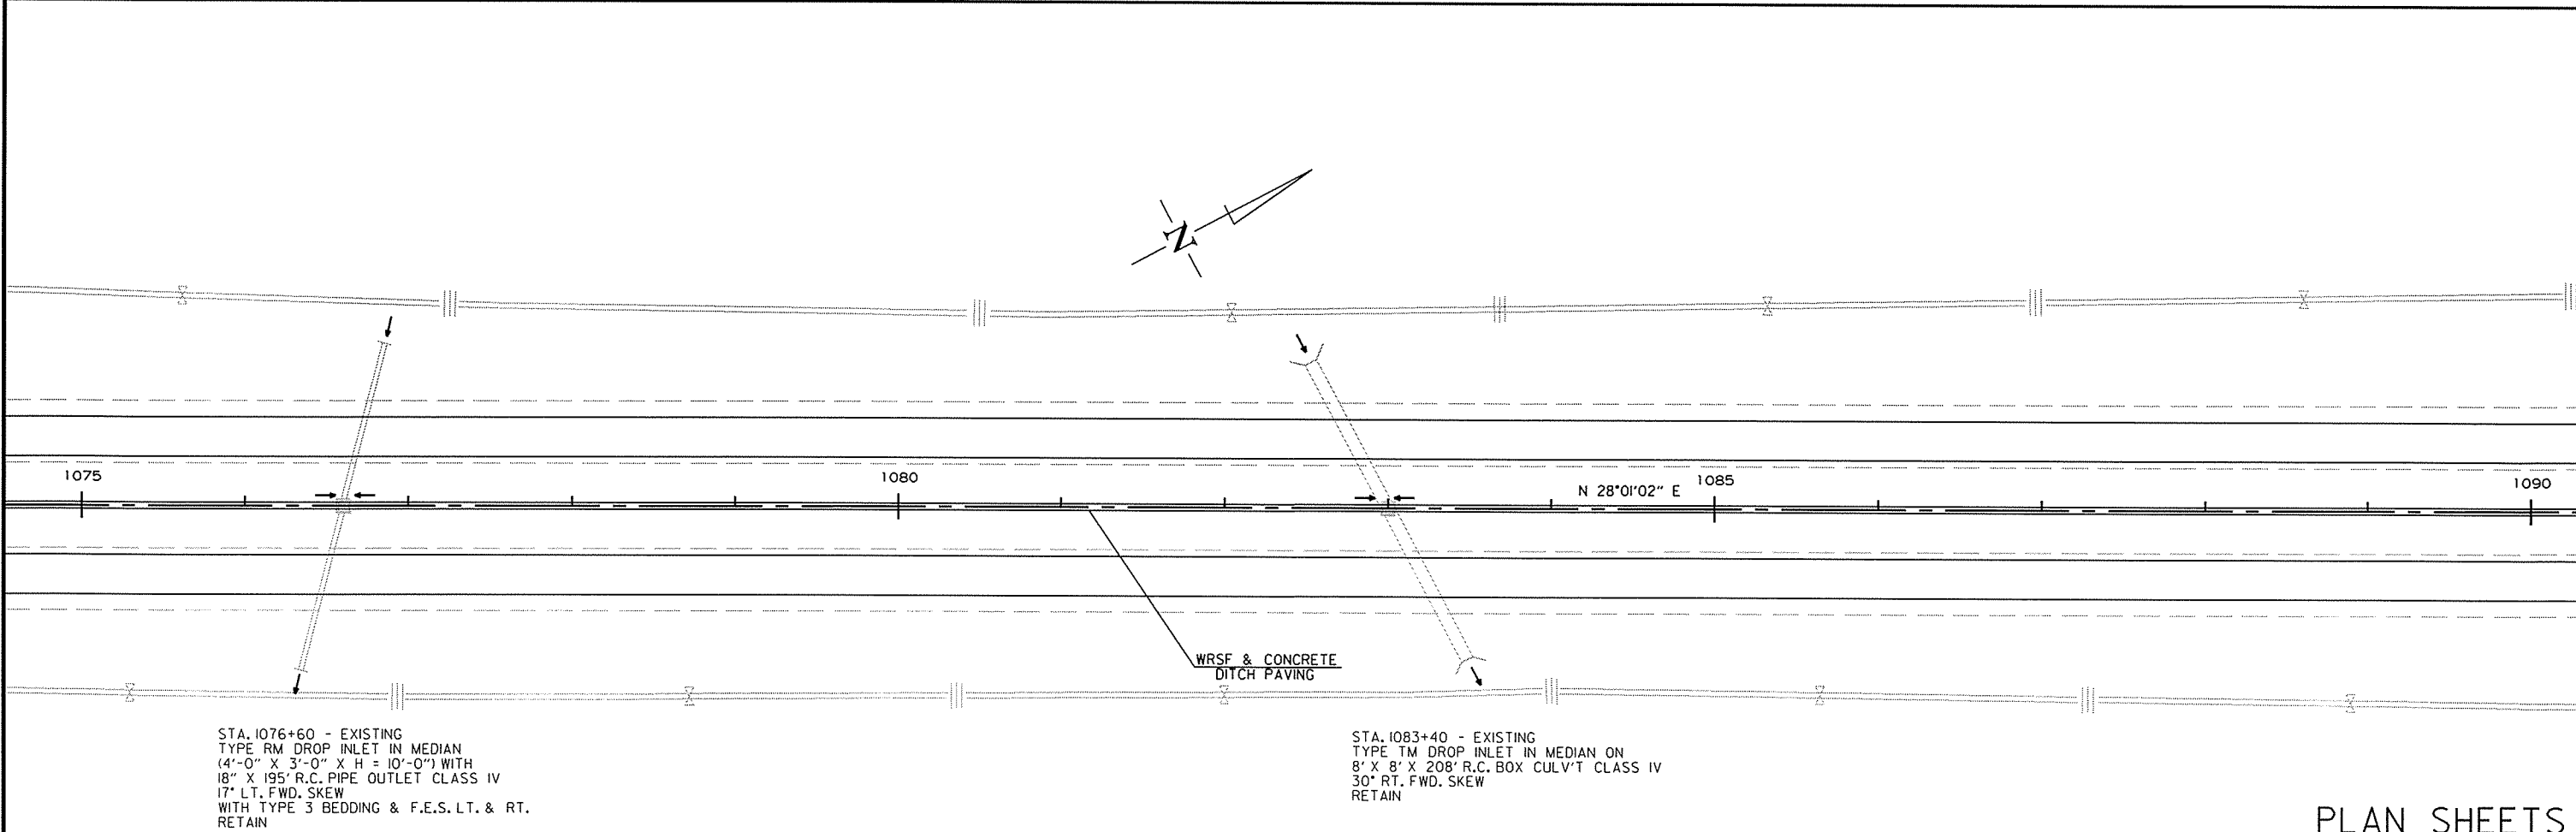 N
1075
1080
N 28°01'02" E
1085
1090
WRSF & CONCRETE
DITCH PAVING
STA. 1076+60 - EXISTING
TYPE RM DROP INLET IN MEDIAN
(4'-0" X 3'-0" X H = 10'-0") WITH
18" X 195' R.C. PIPE OUTLET CLASS IV
17° LT. FWD. SKEW
WITH TYPE 3 BEDDING & F.E.S. LT. & RT.
RETAIN
STA. 1083+40 - EXISTING
TYPE TM DROP INLET IN MEDIAN ON
8' X 8' X 208' R.C. BOX CULV'T CLASS IV
30° RT. FWD. SKEW
RETAIN
PLAN SHEETS